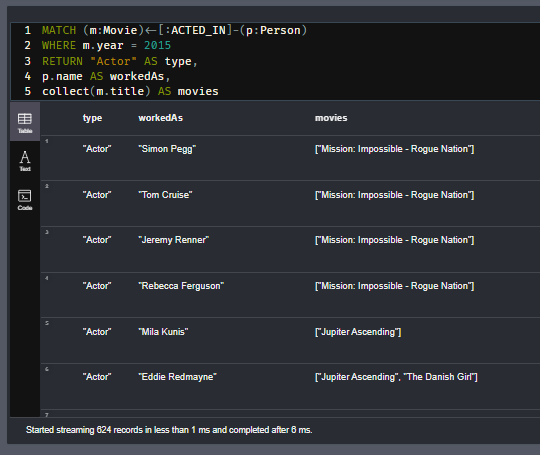 1 MATCH (m:Movie)<-[:ACTED_IN]-(p:Person)
2 WHERE m.year = 2015
3 RETURN "Actor" AS type,
4 p.name AS workedAs,
5 collect(m.title) AS movies
Table
Text
Code
type workedAs movies
1
"Actor" "Simon Pegg" ["Mission: Impossible - Rogue Nation"]
2
"Actor" "Tom Cruise" ["Mission: Impossible - Rogue Nation"]
3
"Actor" "Jeremy Renner" ["Mission: Impossible - Rogue Nation"]
4
"Actor" "Rebecca Ferguson" ["Mission: Impossible - Rogue Nation"]
5
"Actor" "Mila Kunis" ["Jupiter Ascending"]
6
"Actor" "Eddie Redmayne" ["Jupiter Ascending", "The Danish Girl"]
7
Started streaming 624 records in less than 1 ms and completed after 6 ms.